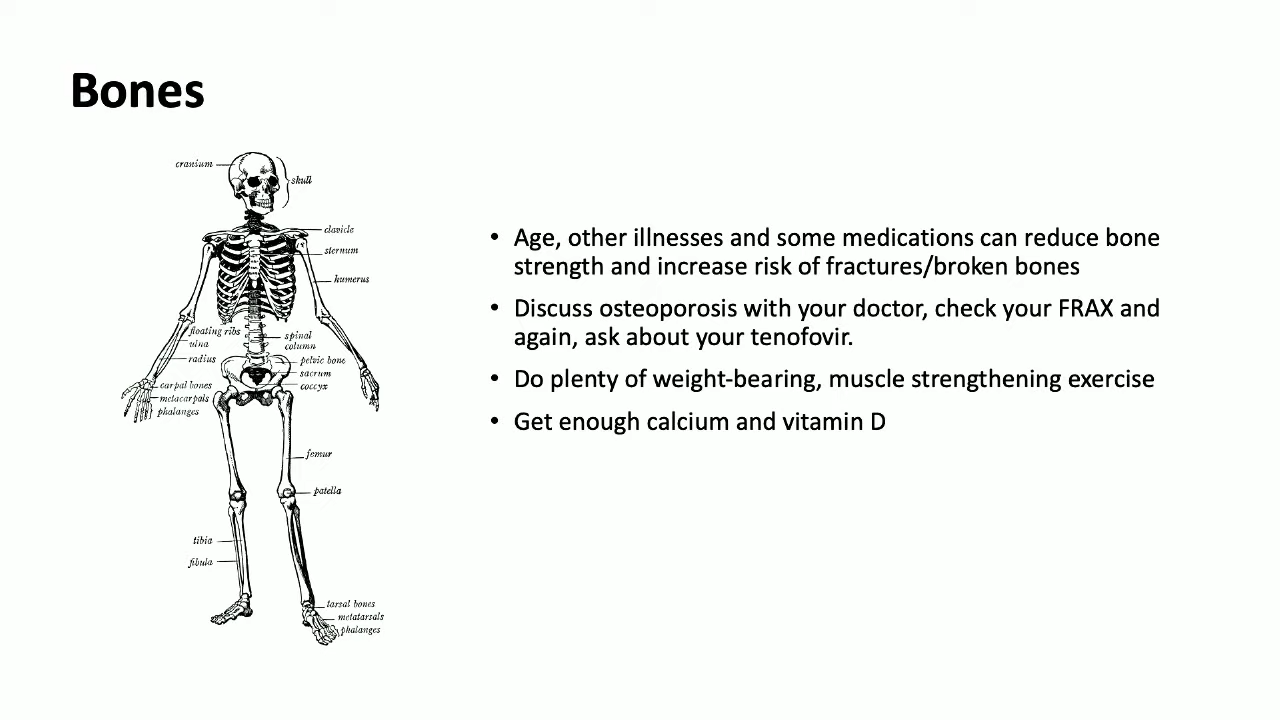 Bones
cranium
skull
clavicle
sternum
humerus
floating ribs
ulna
radius
spinal
column
pelvic bone
sacrum
coccyx
carpal bones
metacarpals
phalanges
femur
patella
tibia
fibula
tarsal bones
metatarsals
phalanges
• Age, other illnesses and some medications can reduce bone
strength and increase risk of fractures/broken bones
• Discuss osteoporosis with your doctor, check your FRAX and
again, ask about your tenofovir.
• Do plenty of weight-bearing, muscle strengthening exercise
• Get enough calcium and vitamin D